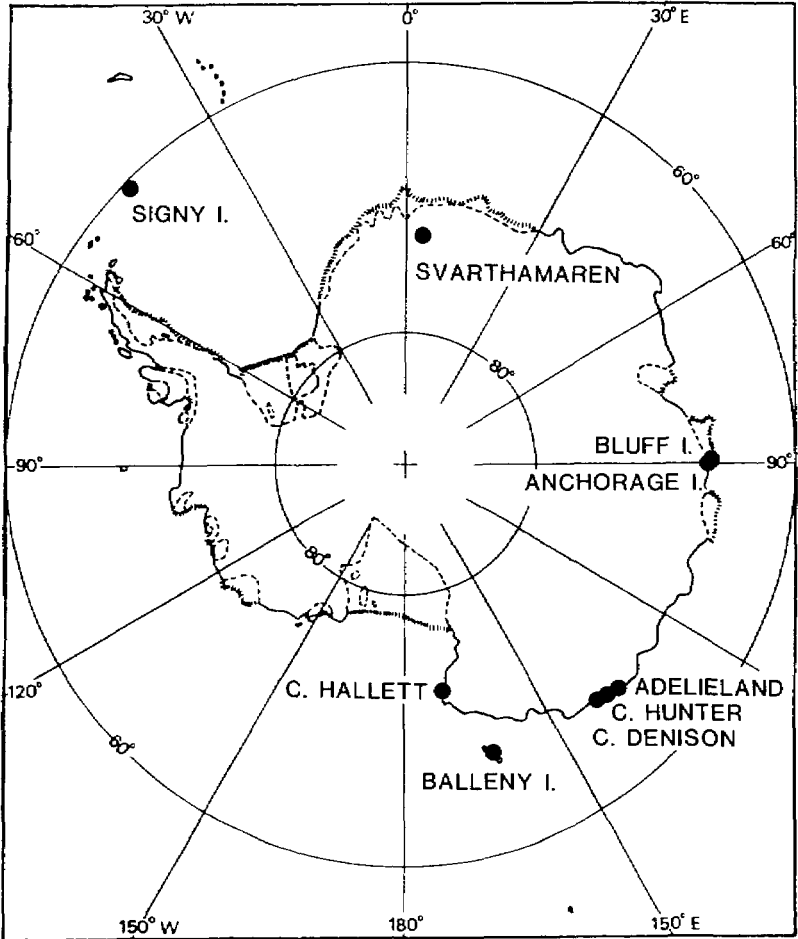 30° W
0°
30° E
60°
SIGNY I.
60°
60°
SVARTHAMAREN
80°
BLUFF I.
90°
90°
ANCHORAGE I.
80°
120°
C. HALLETT
ADELIELAND
C. HUNTER
C. DENISON
60°
BALLENY I.
150° W
180°
150° E